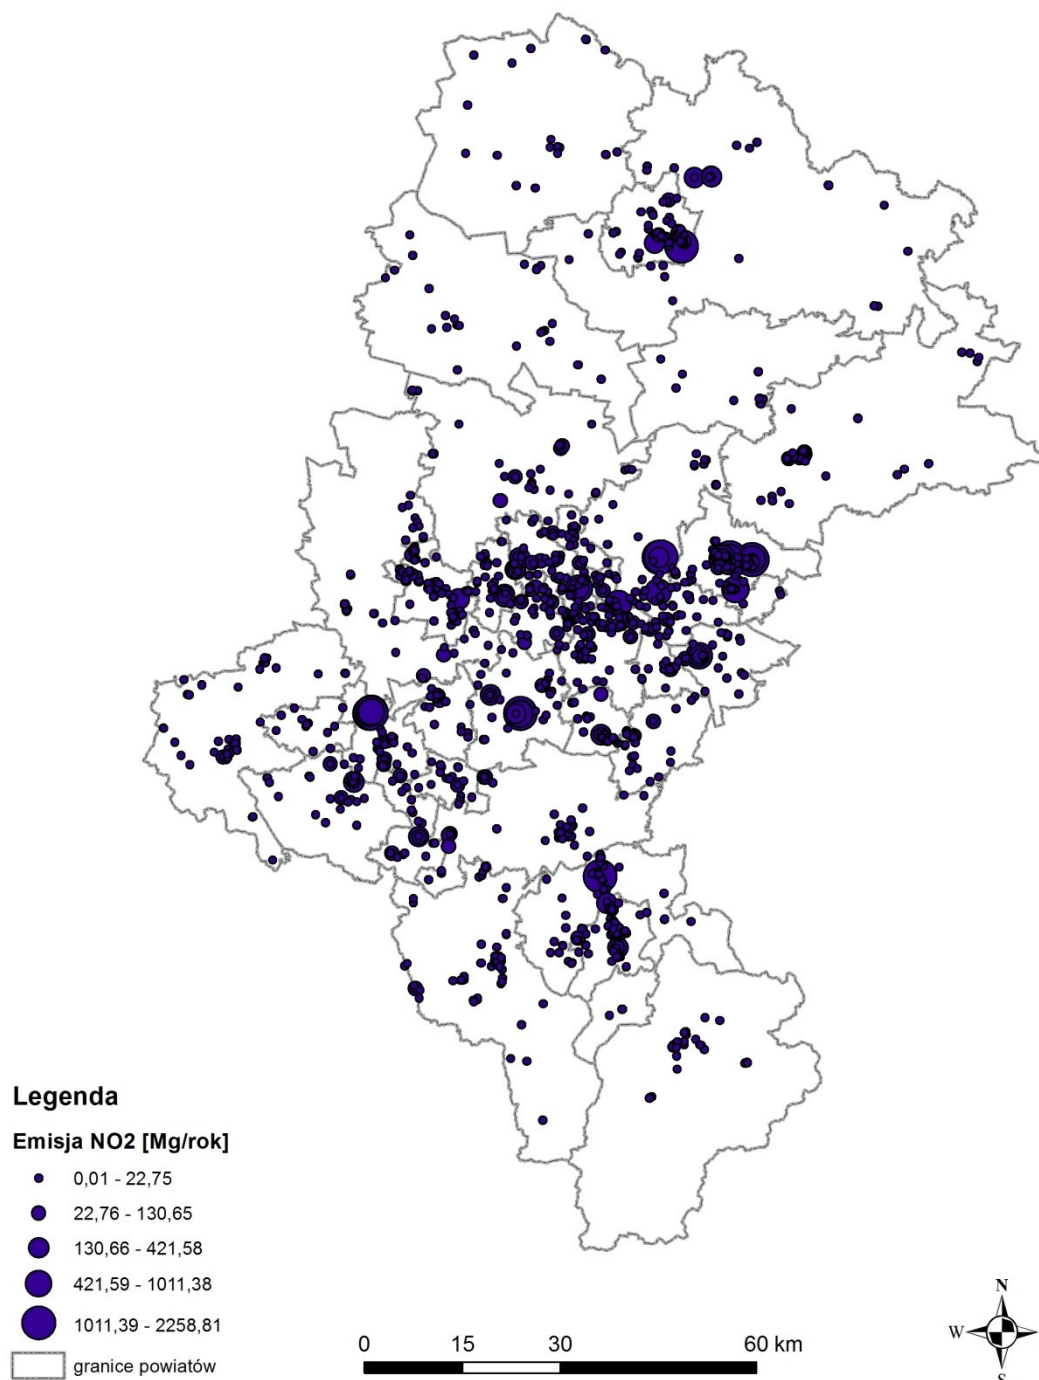 Legenda
Emisja NO2 [Mg/rok]
0,01 - 22,75
22,76 - 130,65
130,66 - 421,58
421,59 - 1011,38
1011,39 - 2258,81
granice powiatów
0 15 30 60 km
N
W E
S